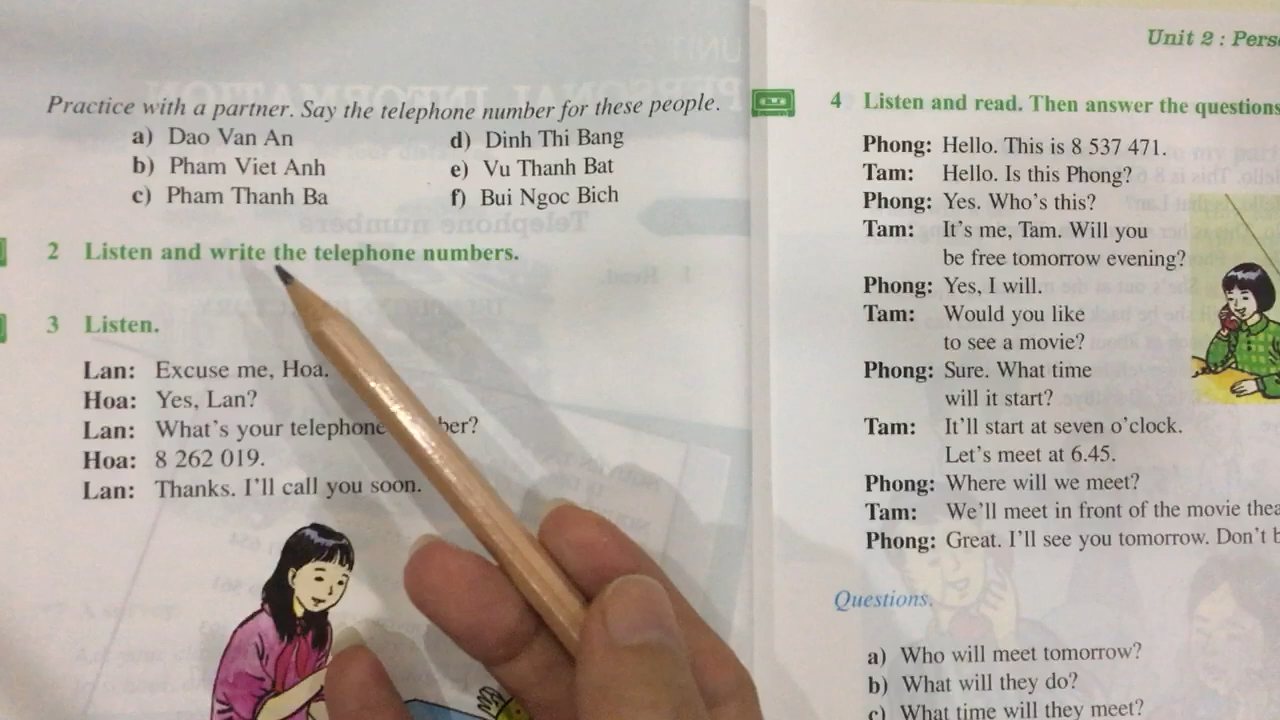 Practice with a partner. Say the telephone number for these people.
a) Dao Van An
b) Pham Viet Anh
c) Pham Thanh Ba
d) Dinh Thi Bang
e) Vu Thanh Bat
f) Bui Ngoc Bich
2 Listen and write the telephone numbers.
3 Listen.
Lan: Excuse me, Hoa.
Hoa: Yes, Lan?
Lan: What's your telephone
Hoa: 8 262 019.
Lan: Thanks. I'll call you soon.
Unit 2 :
4 Listen and read. Then answer the questions
Phong: Hello. This is 8 537 471.
Tam: Hello. Is this Phong?
Phong: Yes. Who's this?
Tam: It's me, Tam. Will you
be free tomorrow evening?
Phong: Yes, I will.
Tam: Would you like
to see a movie?
Phong: Sure. What time
will it start?
Tam: It'll start at seven o'clock.
Let's meet at 6.45.
Phong: Where will we meet?
Tam: We'll meet in front of the movie
Phong: Great. I'll see you tomorrow. Don't
Questions.
a) Who will meet tomorrow?
b) What will they do?
c) What time will they meet?